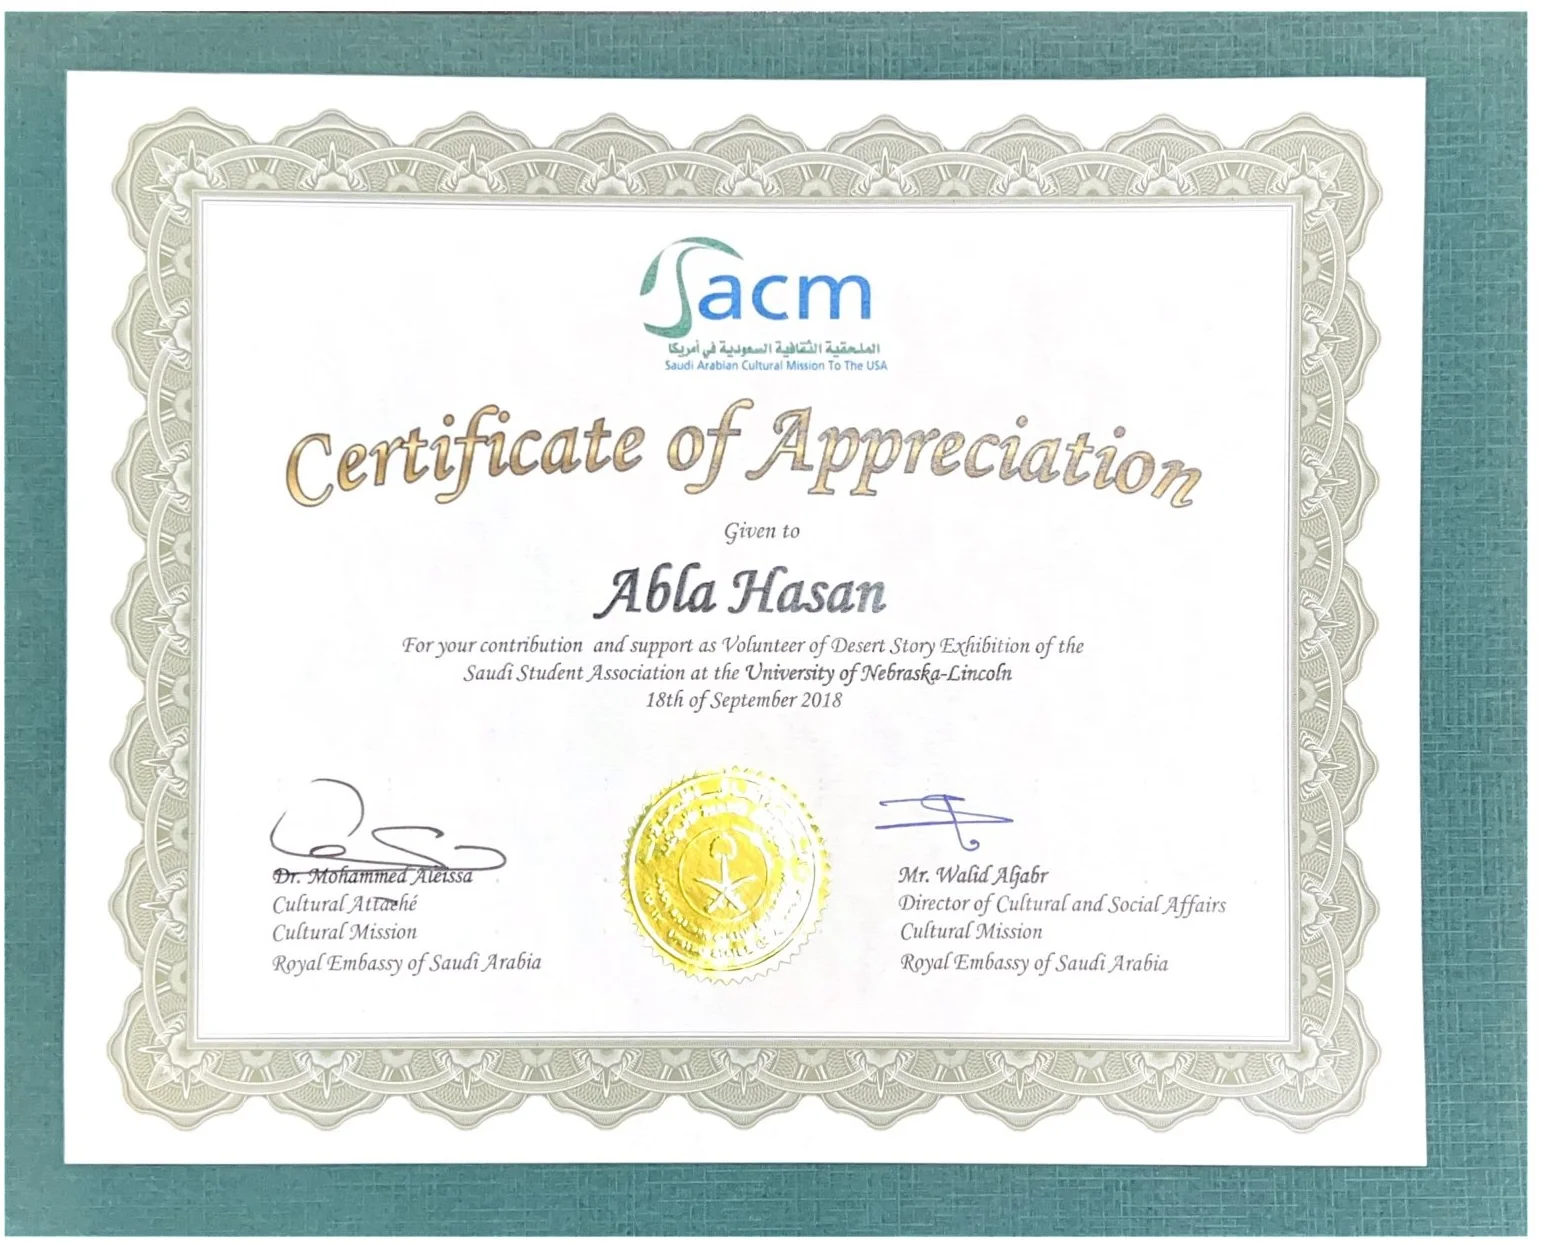 sacm
الملحقية الثقافية السعودية في أمريكا
Saudi Arabian Cultural Mission To The USA
Certificate of Appreciation
Given to
Abla Hasan
For your contribution and support as Volunteer of Desert Story Exhibition of the
Saudi Student Association at the University of Nebraska-Lincoln
18th of September 2018
Dr. Mohammed Aleissa
Cultural Attaché
Cultural Mission
Royal Embassy of Saudi Arabia
Mr. Walid Aljabr
Director of Cultural and Social Affairs
Cultural Mission
Royal Embassy of Saudi Arabia